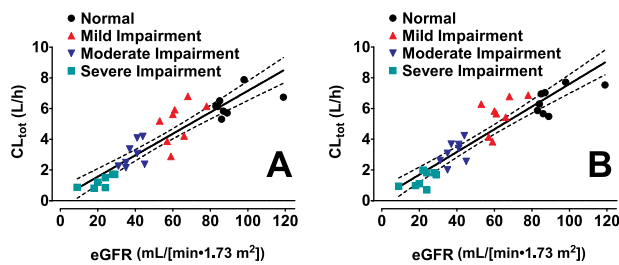 Normal
Mild Impairment
Moderate Impairment
Severe Impairment
10
8
6
4
2
0
CLtot (L/h)
0 20 40 60 80 100 120
eGFR (mL/[min•1.73 m²])
A
Normal
Mild Impairment
Moderate Impairment
Severe Impairment
10
8
6
4
2
0
CLtot (L/h)
0 20 40 60 80 100 120
eGFR (mL/[min•1.73 m²])
B